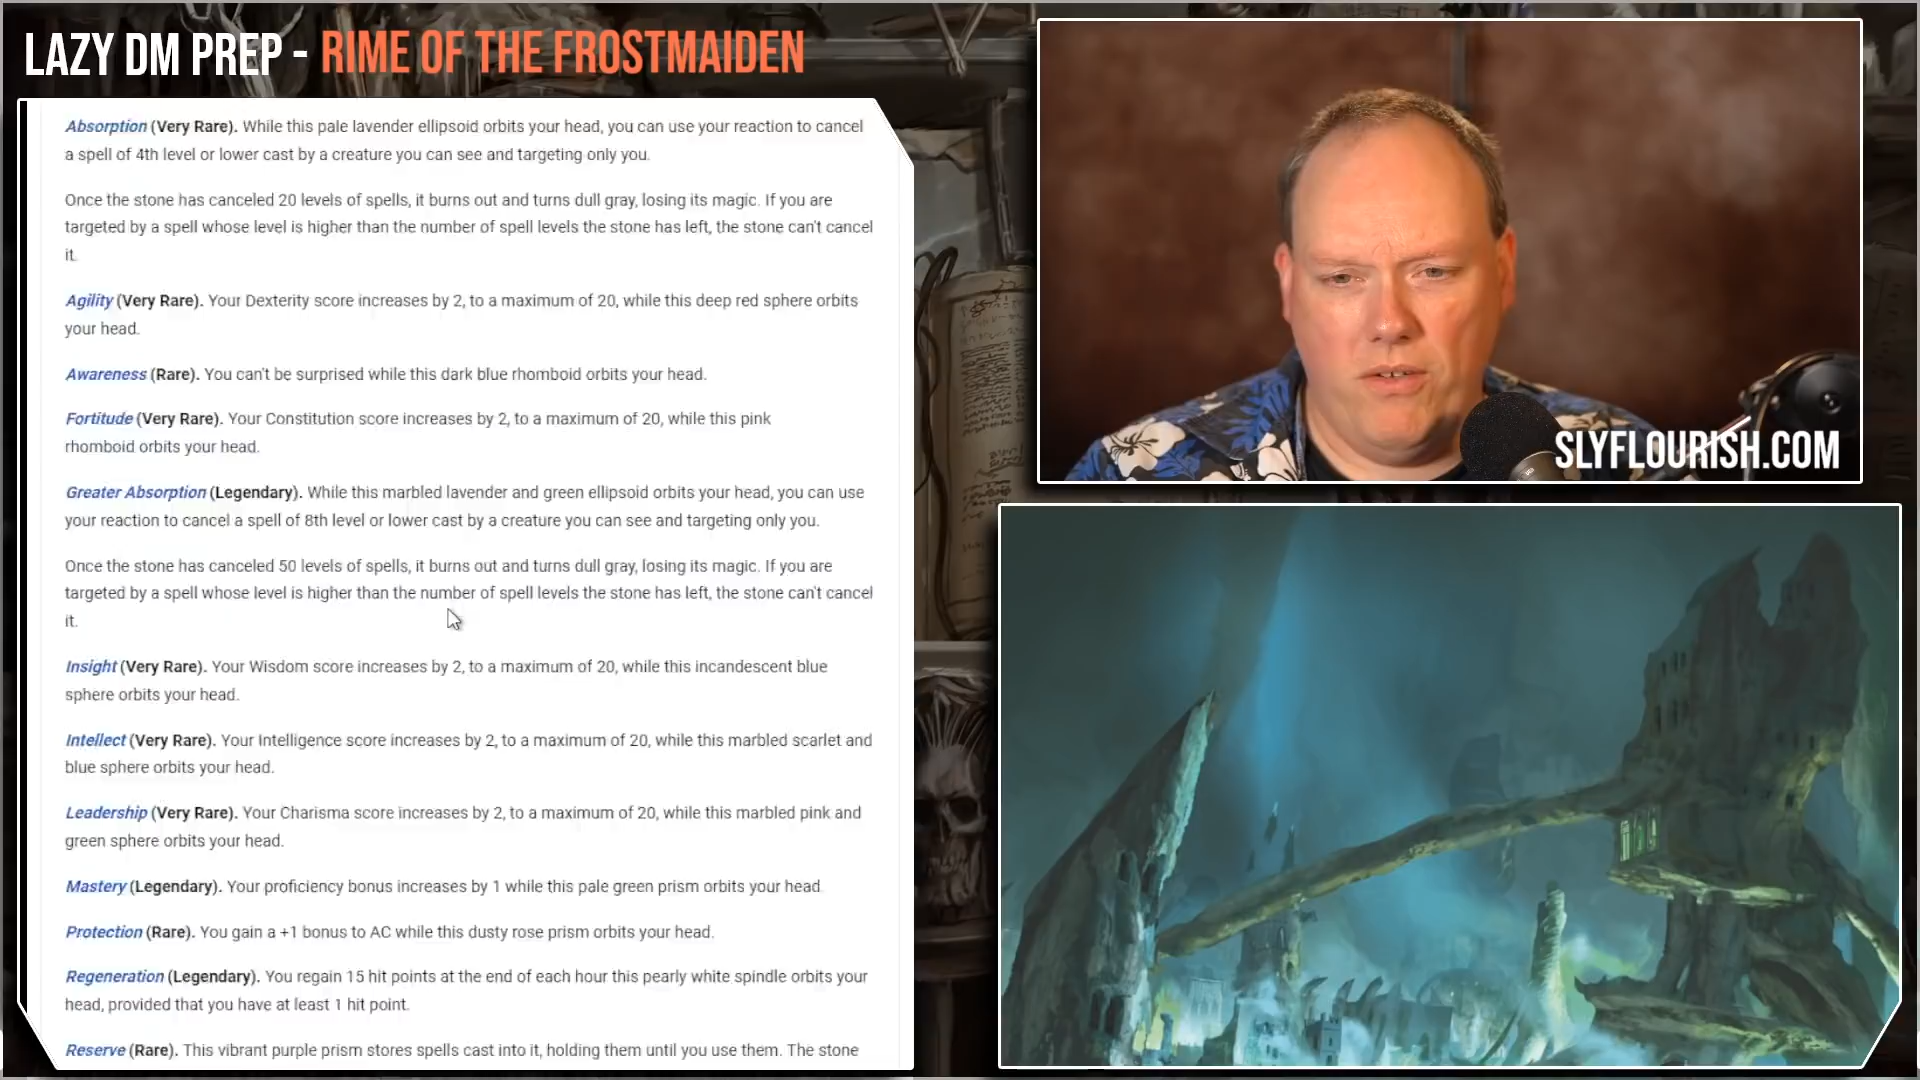 LAZY DM PREP - RIME OF THE FROSTMAIDEN
Absorption (Very Rare). While this pale lavender ellipsoid orbits your head, you can use your reaction to cancel
a spell of 4th level or lower cast by a creature you can see and targeting only you.
Once the stone has canceled 20 levels of spells, it burns out and turns dull gray, losing its magic. If you are
targeted by a spell whose level is higher than the number of spell levels the stone has left, the stone can't cancel
it.
Agility (Very Rare). Your Dexterity score increases by 2, to a maximum of 20, while this deep red sphere orbits
your head.
Awareness (Rare). You can't be surprised while this dark blue rhomboid orbits your head.
Fortitude (Very Rare). Your Constitution score increases by 2, to a maximum of 20, while this pink
rhomboid orbits your head.
Greater Absorption (Legendary). While this marbled lavender and green ellipsoid orbits your head, you can use
your reaction to cancel a spell of 8th level or lower cast by a creature you can see and targeting only you.
Once the stone has canceled 50 levels of spells, it burns out and turns dull gray, losing its magic. If you are
targeted by a spell whose level is higher than the number of spell levels the stone has left, the stone can't cancel
it.
Insight (Very Rare). Your Wisdom score increases by 2, to a maximum of 20, while this incandescent blue
sphere orbits your head.
Intellect (Very Rare). Your Intelligence score increases by 2, to a maximum of 20, while this marbled scarlet and
blue sphere orbits your head.
Leadership (Very Rare). Your Charisma score increases by 2, to a maximum of 20, while this marbled pink and
green sphere orbits your head.
Mastery (Legendary). Your proficiency bonus increases by 1 while this pale green prism orbits your head.
Protection (Rare). You gain a +1 bonus to AC while this dusty rose prism orbits your head.
Regeneration (Legendary). You regain 15 hit points at the end of each hour this pearly white spindle orbits your
head, provided that you have at least 1 hit point.
Reserve (Rare). This vibrant purple prism stores spells cast into it, holding them until you use them. The stone
SLYFLOURISH.COM